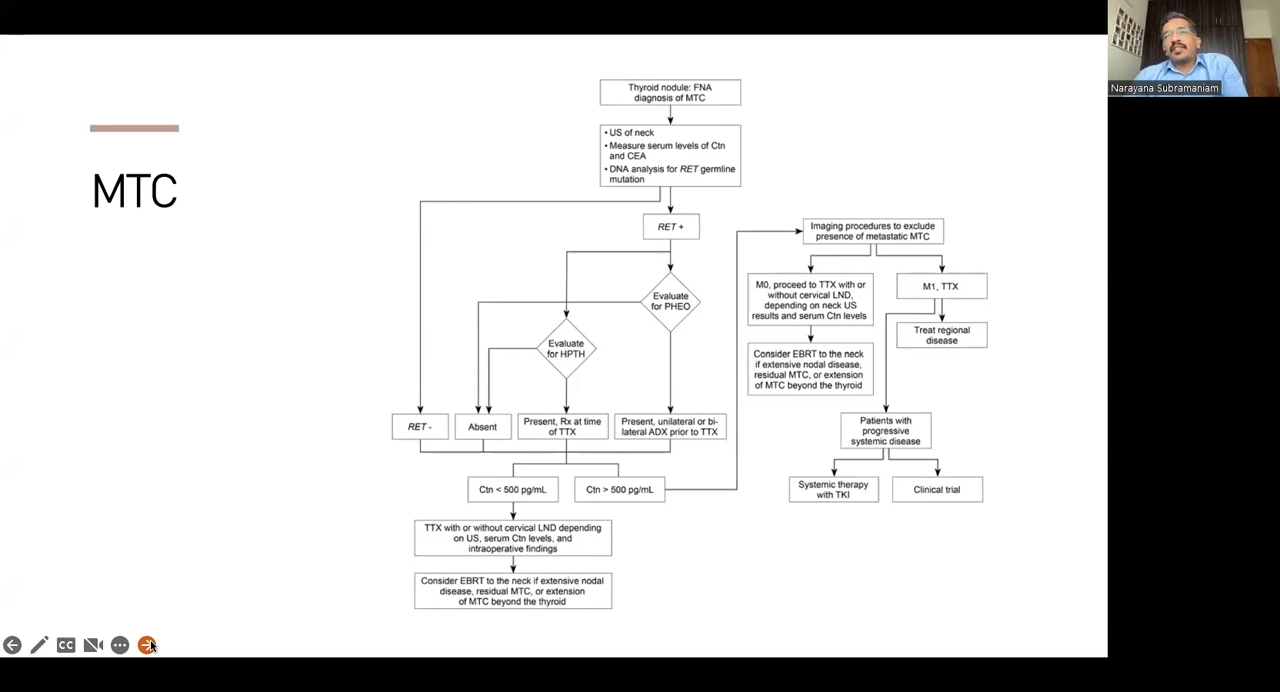 Narayana Subramaniam
MTC
Thyroid nodule: FNA
diagnosis of MTC
• US of neck
• Measure serum levels of Ctn
and CEA
• DNA analysis for RET germline
mutation
RET +
Evaluate
for PHEO
Evaluate
for HPTH
RET -
Absent
Present, Rx at time
of TTX
Present, unilateral or bi-
lateral ADX prior to TTX
Ctn < 500 pg/mL
Ctn > 500 pg/mL
TTX with or without cervical LND depending
on US, serum Ctn levels, and
intraoperative findings
Consider EBRT to the neck if extensive nodal
disease, residual MTC, or extension
of MTC beyond the thyroid
Imaging procedures to exclude
presence of metastatic MTC
M0, proceed to TTX with or
without cervical LND,
depending on neck US
results and serum Ctn levels
Consider EBRT to the neck
if extensive nodal disease,
residual MTC, or extension
of MTC beyond the thyroid
M1, TTX
Treat regional
disease
Patients with
progressive
systemic disease
Systemic therapy
with TKI
Clinical trial
CC